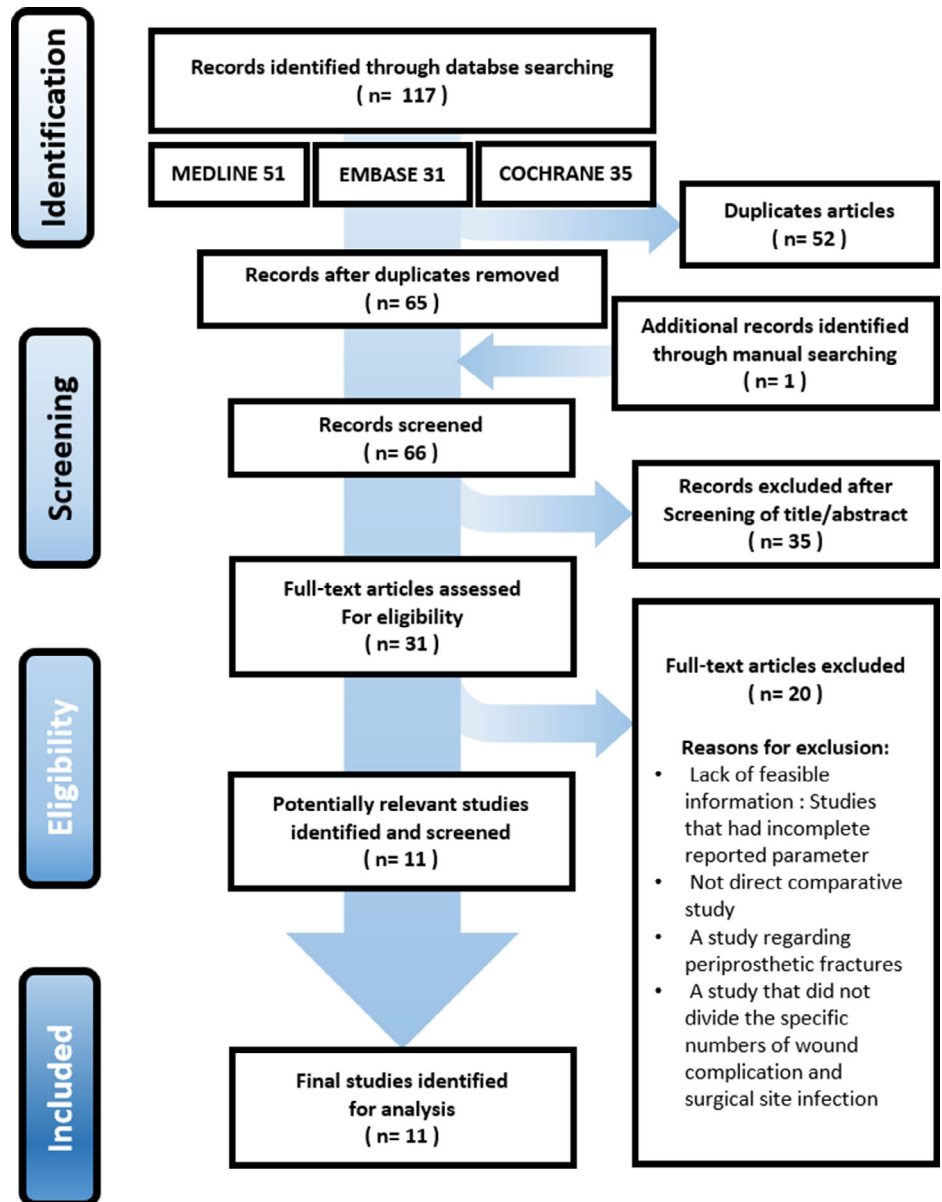 Identification
Records identified through databse searching
( n= 117 )
MEDLINE 51
EMBASE 31
COCHRANE 35
Duplicates articles
( n= 52 )
Records after duplicates removed
( n= 65 )
Screening
Additional records identified
through manual searching
( n= 1 )
Records screened
( n= 66 )
Records excluded after
Screening of title/abstract
( n= 35 )
Full-text articles assessed
For eligibility
( n= 31 )
Eligibility
Full-text articles excluded
( n= 20 )
Reasons for exclusion:
• Lack of feasible
information : Studies
that had incomplete
reported parameter
• Not direct comparative
study
• A study regarding
periprosthetic fractures
• A study that did not
divide the specific
numbers of wound
complication and
surgical site infection
Potentially relevant studies
identified and screened
( n= 11 )
Included
Final studies identified
for analysis
( n= 11 )